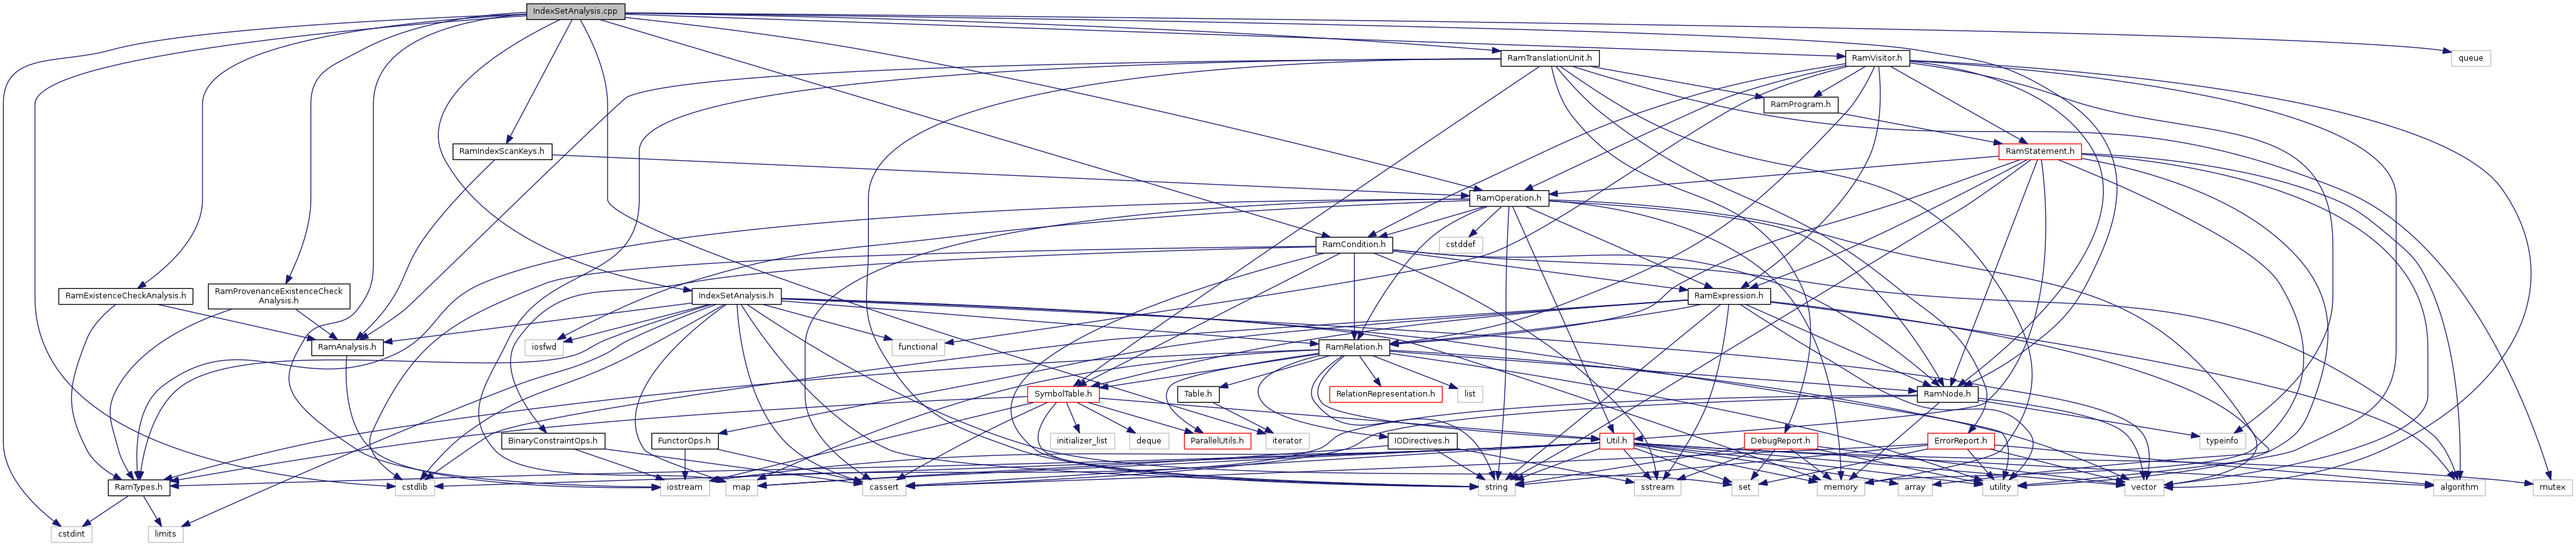 IndexSetAnalysis.cpp
RamTranslationUnit.h
RamVisitor.h
queue
RamProgram.h
RamIndexScanKeys.h
RamStatement.h
RamOperation.h
RamCondition.h
cstddef
RamExistenceCheckAnalysis.h
RamProvenanceExistenceCheck
Analysis.h
IndexSetAnalysis.h
RamExpression.h
RamAnalysis.h
iosfwd
functional
RamRelation.h
SymbolTable.h
Table.h
RelationRepresentation.h
list
RamNode.h
BinaryConstraintOps.h
FunctorOps.h
initializer_list
deque
ParallelUtils.h
iterator
IODirectives.h
Util.h
DebugReport.h
ErrorReport.h
typeinfo
RamTypes.h
cstdlib
iostream
map
cassert
string
sstream
set
memory
array
utility
vector
algorithm
mutex
cstdint
limits